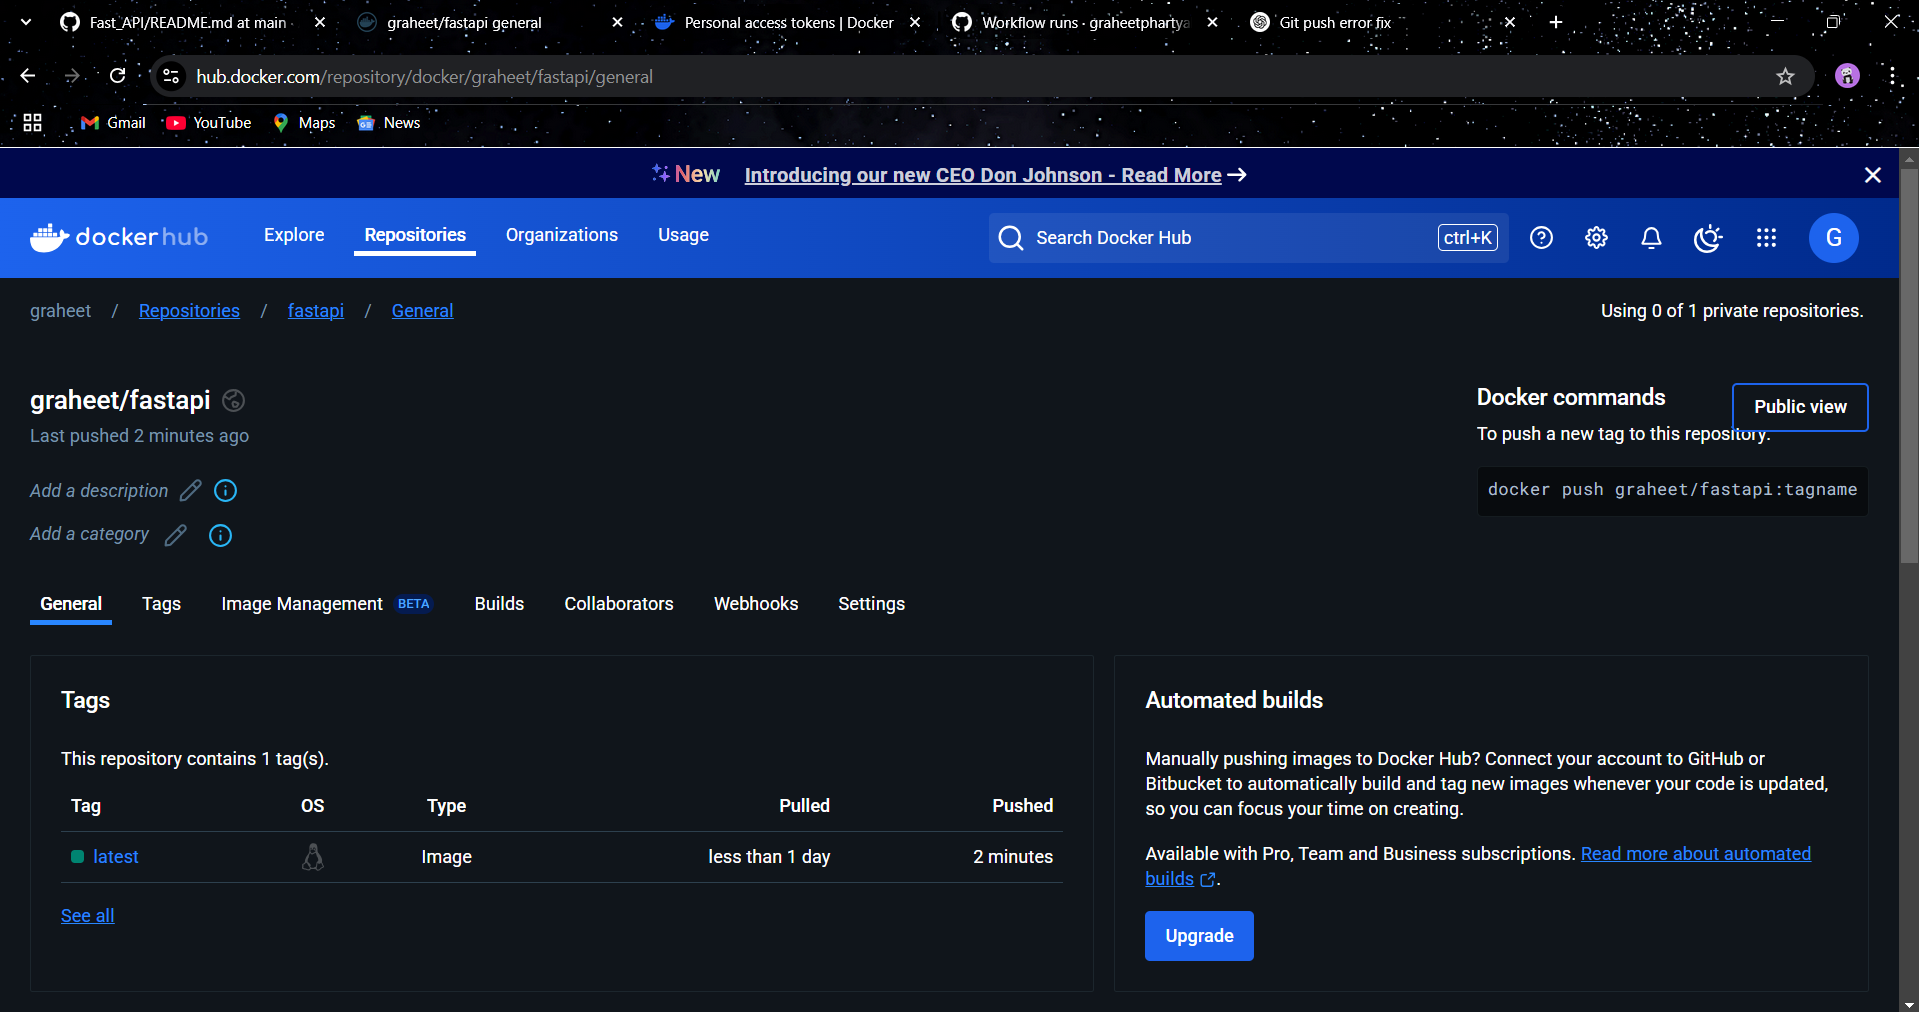 Fast_API/README.md at main
graheet/fastapi general
Personal access tokens | Docker
Workflow runs · graheetphartya
Git push error fix
hub.docker.com/repository/docker/graheet/fastapi/general
Gmail
YouTube
Maps
News
New
Introducing our new CEO Don Johnson - Read More
dockerhub
Explore
Repositories
Organizations
Usage
Search Docker Hub
ctrl+K
G
graheet / Repositories / fastapi / General
Using 0 of 1 private repositories.
graheet/fastapi
Last pushed 2 minutes ago
Add a description
Add a category
Docker commands
Public view
To push a new tag to this repository:
docker push graheet/fastapi:tagname
General
Tags
Image Management BETA
Builds
Collaborators
Webhooks
Settings
Tags
This repository contains 1 tag(s).
Tag OS Type Pulled Pushed
latest Image less than 1 day 2 minutes
See all
Automated builds
Manually pushing images to Docker Hub? Connect your account to GitHub or
Bitbucket to automatically build and tag new images whenever your code is updated,
so you can focus your time on creating.
Available with Pro, Team and Business subscriptions. Read more about automated
builds .
Upgrade